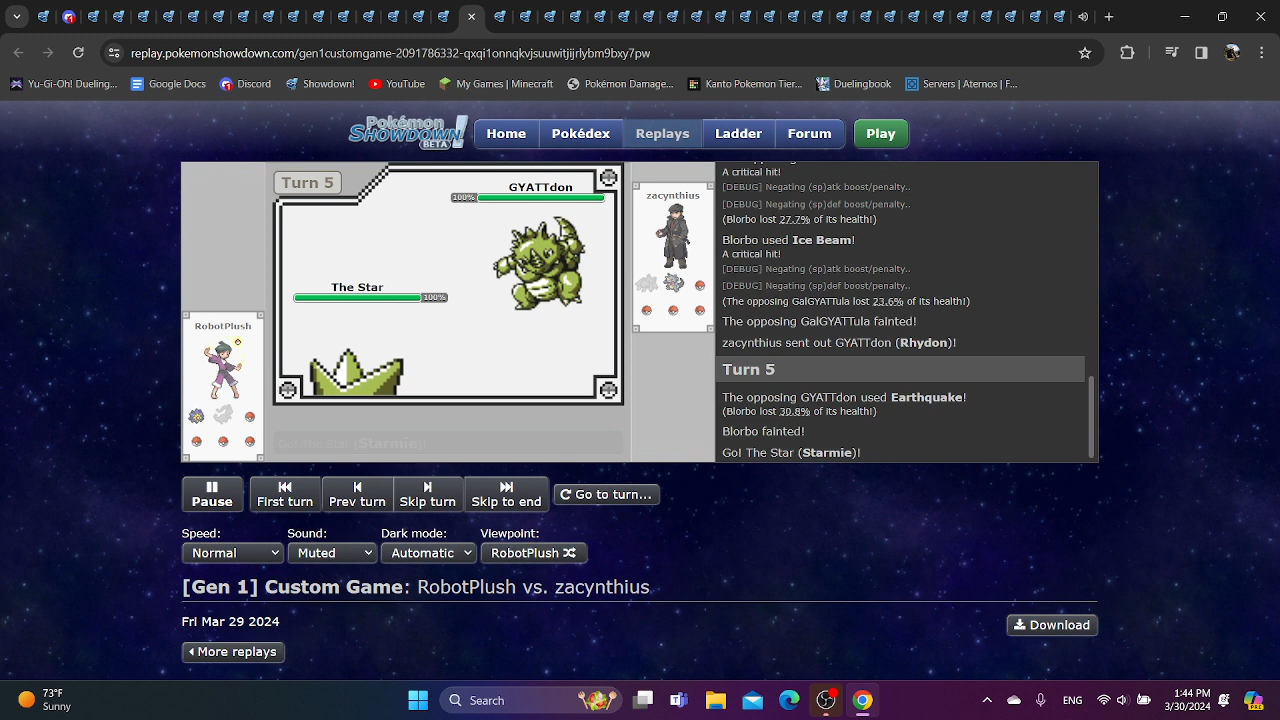 replay.pokemonshowdown.com/gen1customgame-2091786332-qxqi1onnqkvjsuuwitijjrlybm9bxy7pw
Yu-Gi-Oh! Dueling...
Google Docs
Discord
Showdown!
YouTube
My Games | Minecraft
Pokémon Damage...
Kanto Pokemon Tier...
Duelingbook
Servers | Aternos | F...
Pokémon
SHOWDOWN!
BETA
Home
Pokédex
Replays
Ladder
Forum
Play
Turn 5
GYATTdon
100%
The Star
100%
Go! The Star (Starmie)!
RobotPlush
zacynthius
A critical hit!
[DEBUG] Negating (sp)atk boost/penalty..
[DEBUG] Negating (sp)def boost/penalty..
(Blorbo lost 27.7% of its health!)
Blorbo used Ice Beam!
A critical hit!
[DEBUG] Negating (sp)atk boost/penalty..
[DEBUG] Negating (sp)def boost/penalty..
(The opposing GalGYATTula lost 23.6% of its health!)
The opposing GalGYATTula fainted!
zacynthius sent out GYATTdon (Rhydon)!
Turn 5
The opposing GYATTdon used Earthquake!
(Blorbo lost 30.8% of its health!)
Blorbo fainted!
Go! The Star (Starmie)!
Pause
First turn
Prev turn
Skip turn
Skip to end
Go to turn...
Speed:
Sound:
Dark mode:
Viewpoint:
Normal
Muted
Automatic
RobotPlush
[Gen 1] Custom Game: RobotPlush vs. zacynthius
Fri Mar 29 2024
Download
More replays
73°F
Sunny
Search
ENG
1:44 PM
3/30/2024
PRE